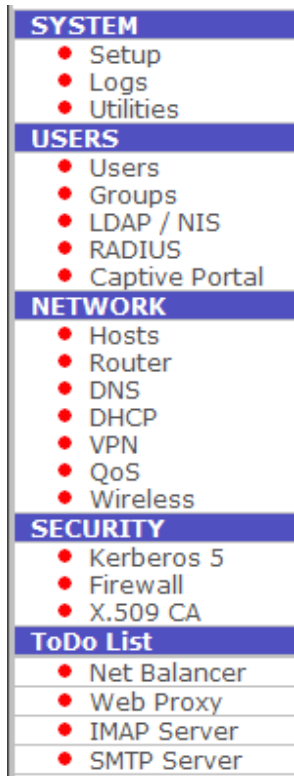 SYSTEM
Setup
Logs
Utilities
USERS
Users
Groups
LDAP / NIS
RADIUS
Captive Portal
NETWORK
Hosts
Router
DNS
DHCP
VPN
QoS
Wireless
SECURITY
Kerberos 5
Firewall
X.509 CA
ToDo List
Net Balancer
Web Proxy
IMAP Server
SMTP Server